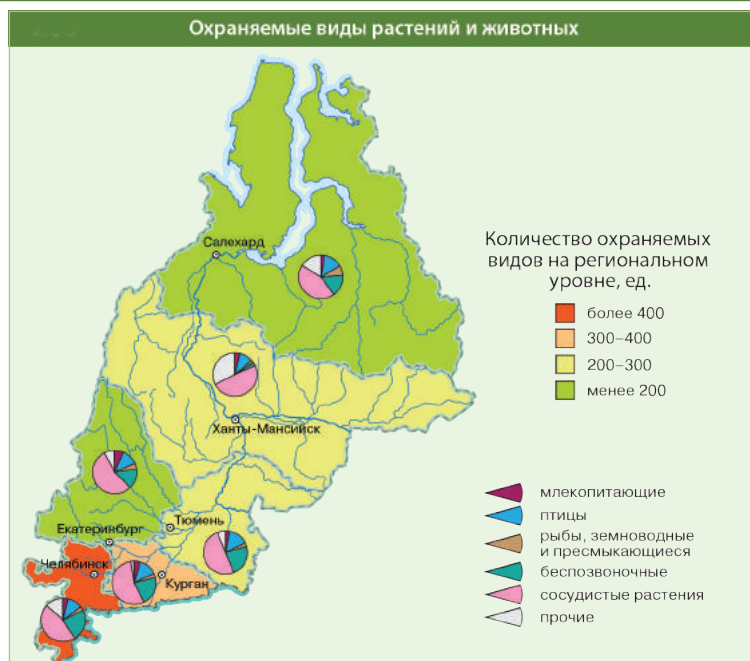 Охраняемые виды растений и животных
Салехард
Ханты-Мансийск
Тюмень
Екатеринбург
Челябинск
Курган
Количество охраняемых
видов на региональном
уровне, ед.
более 400
300–400
200–300
менее 200
млекопитающие
птицы
рыбы, земноводные
и пресмыкающиеся
беспозвоночные
сосудистые растения
прочие